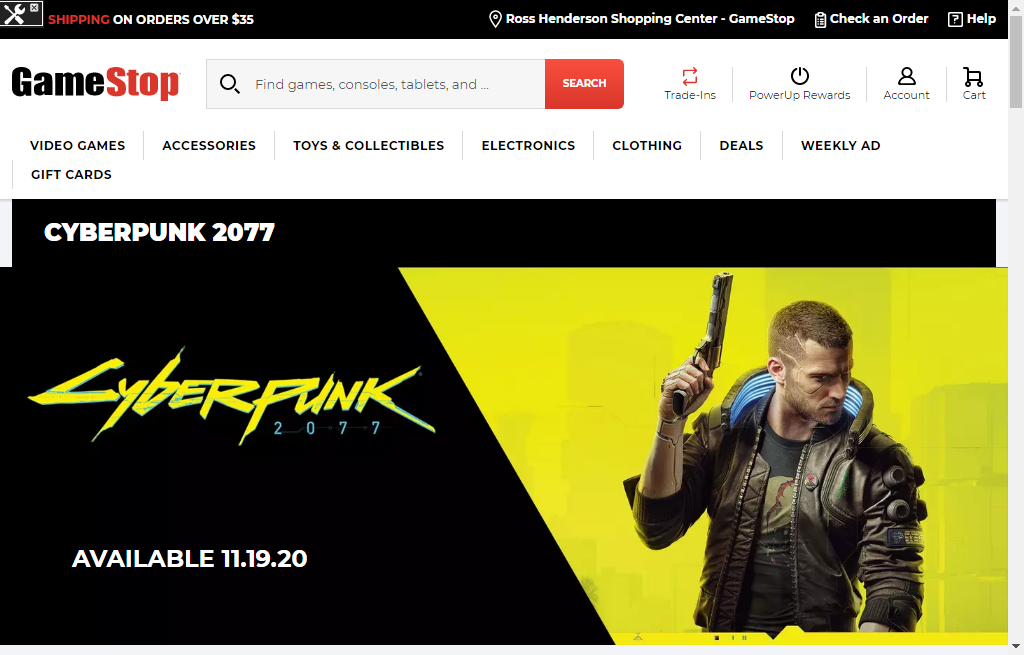 SHIPPING ON ORDERS OVER $35
Ross Henderson Shopping Center - GameStop
Check an Order
Help
GameStop
Find games, consoles, tablets, and ...
SEARCH
Trade-Ins
PowerUp Rewards
Account
Cart
VIDEO GAMES
ACCESSORIES
TOYS & COLLECTIBLES
ELECTRONICS
CLOTHING
DEALS
WEEKLY AD
GIFT CARDS
CYBERPUNK 2077
CYBERPUNK
2077
AVAILABLE 11.19.20